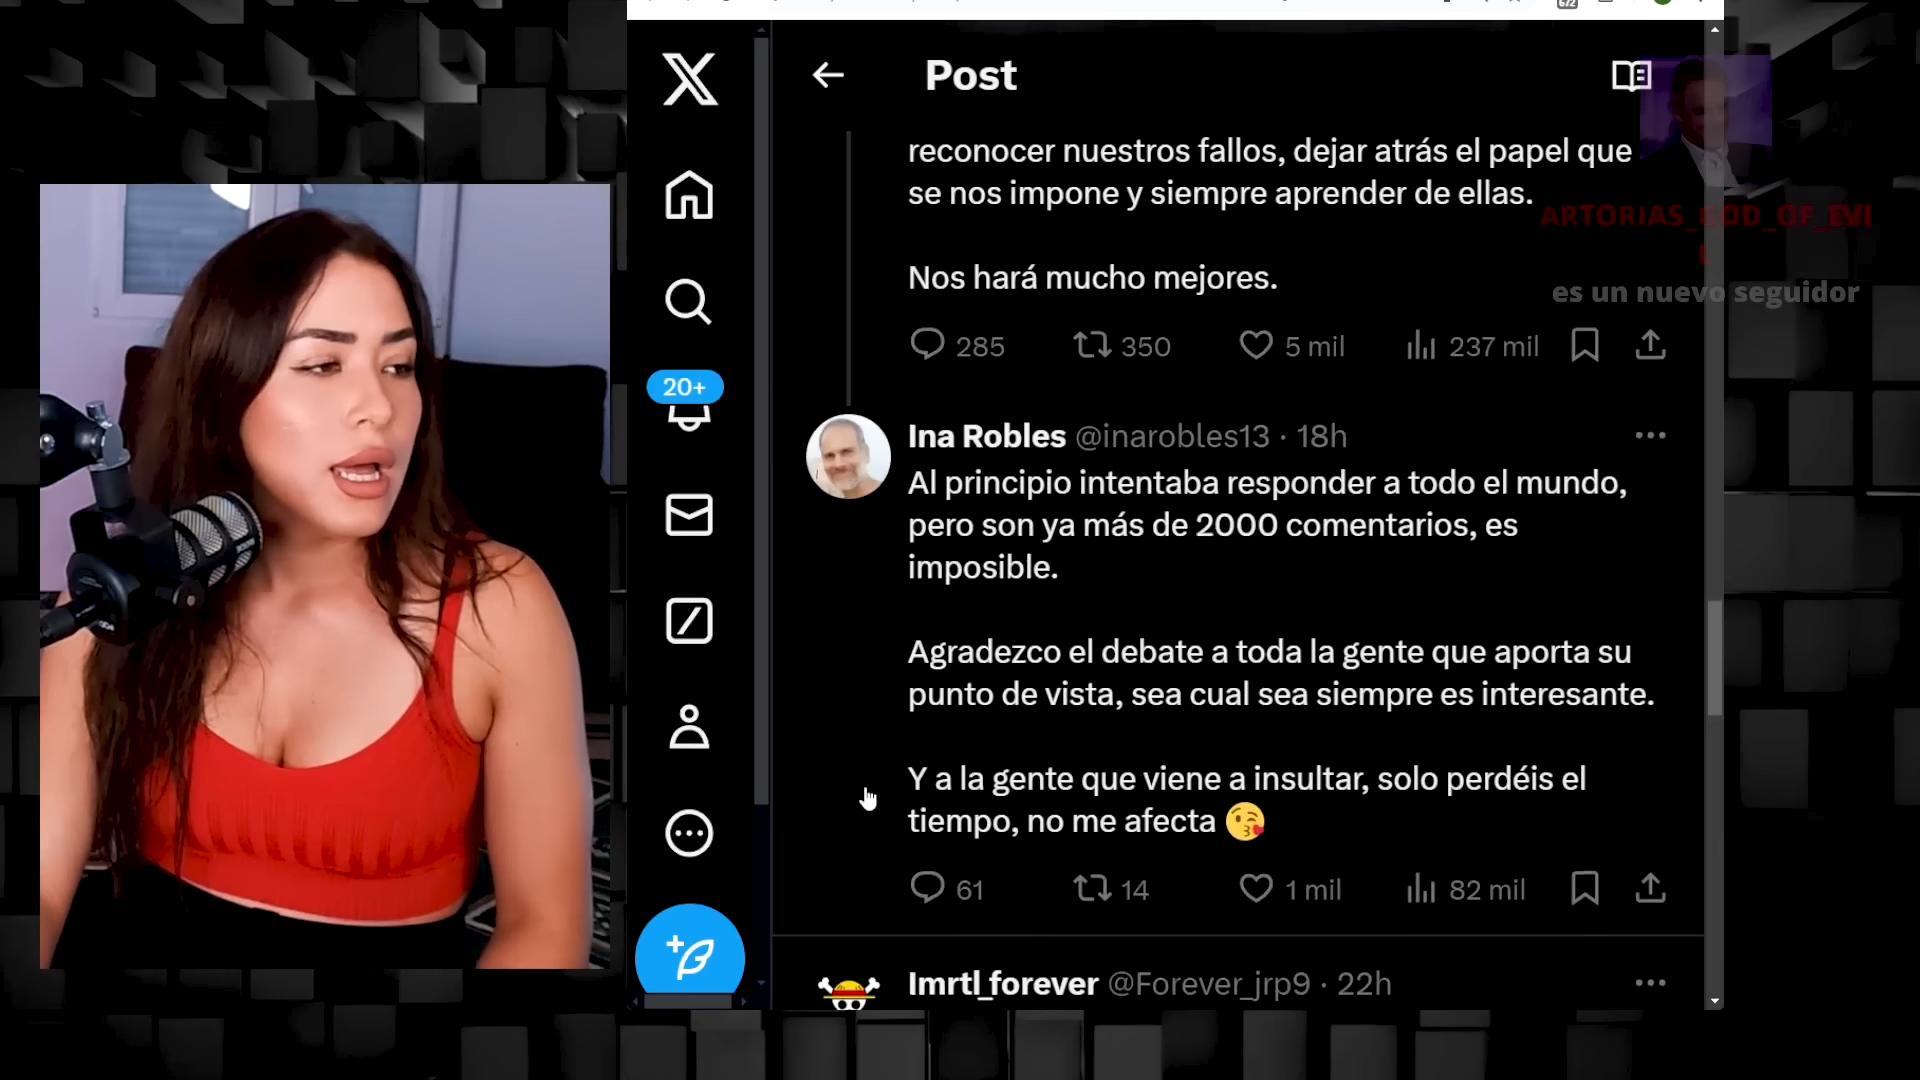 Post
reconocer nuestros fallos, dejar atrás el papel que
se nos impone y siempre aprender de ellas.
Nos hará mucho mejores.
285 350 5 mil 237 mil
ARTORIAS_GOD_OF_EVI
L
es un nuevo seguidor
20+
Ina Robles @inarobles13 · 18h
Al principio intentaba responder a todo el mundo,
pero son ya más de 2000 comentarios, es
imposible.
Agradezco el debate a toda la gente que aporta su
punto de vista, sea cual sea siempre es interesante.
Y a la gente que viene a insultar, solo perdéis el
tiempo, no me afecta 😘
61 14 1 mil 82 mil
Imrtl_forever @Forever_jrp9 · 22h
672